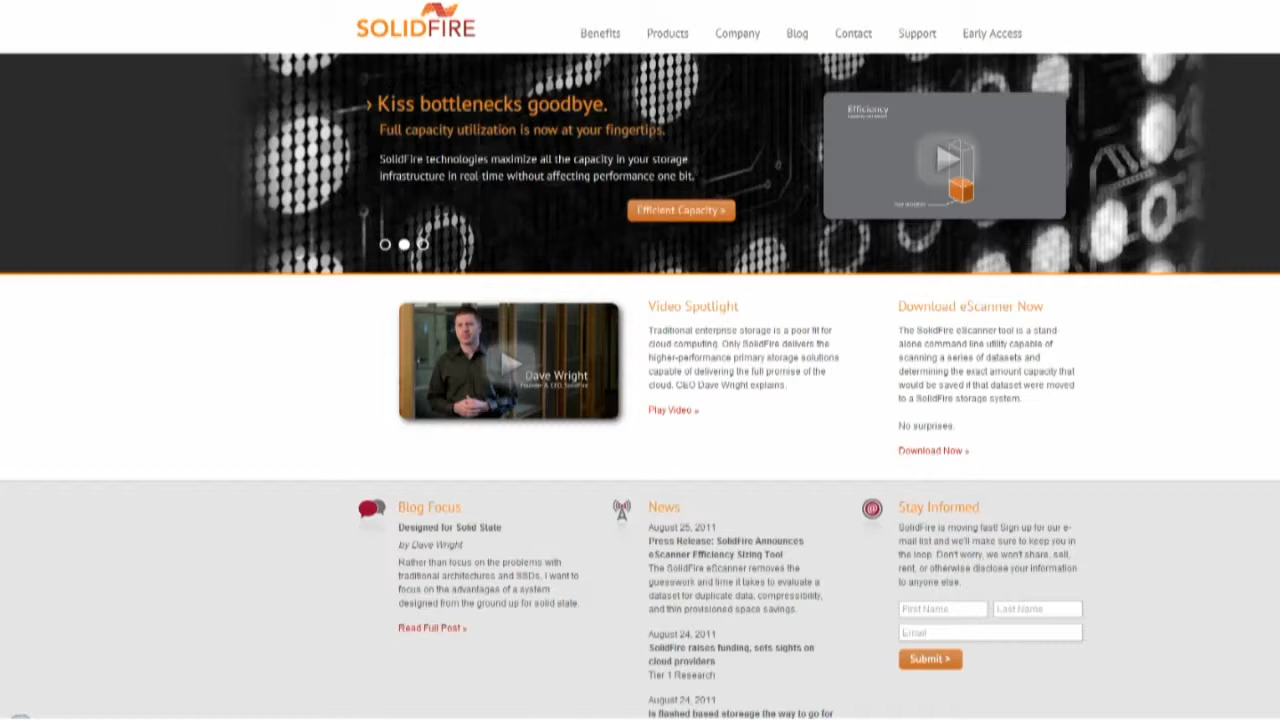 SOLIDFIRE
Benefits Products Company Blog Contact Support Early Access
› Kiss bottlenecks goodbye.
Full capacity utilization is now at your fingertips.
SolidFire technologies maximize all the capacity in your storage
infrastructure in real time without affecting performance one bit.
Efficient Capacity »
Efficiency
Dave Wright
Founder & CEO, SolidFire
Video Spotlight
Traditional enterprise storage is a poor fit for
cloud computing. Only SolidFire delivers the
higher-performance primary storage solutions
capable of delivering the full promise of the
cloud. CEO Dave Wright explains.
Play Video »
Download eScanner Now
The SolidFire eScanner tool is a stand-
alone command line utility capable of
scanning a series of datasets and
determining the exact amount capacity that
would be saved if that dataset were moved
to a SolidFire storage system.
No surprises.
Download Now »
Blog Focus
Designed for Solid State
by Dave Wright
Rather than focus on the problems with
traditional architectures and SSDs, I want to
focus on the advantages of a system
designed from the ground up for solid state.
Read Full Post »
News
August 25, 2011
Press Release: SolidFire Announces
eScanner Efficiency Sizing Tool
The SolidFire eScanner removes the
guesswork and time it takes to evaluate a
dataset for duplicate data, compressibility,
and thin provisioned space savings.
August 24, 2011
SolidFire raises funding, sets sights on
cloud providers
Tier 1 Research
August 24, 2011
Is flashed based storeage the way to go for
Stay Informed
SolidFire is moving fast! Sign up for our e-
mail list and we'll make sure to keep you in
the loop. Don't worry, we won't share, sell,
rent, or otherwise disclose your information
to anyone else.
First Name Last Name
Email
Submit >